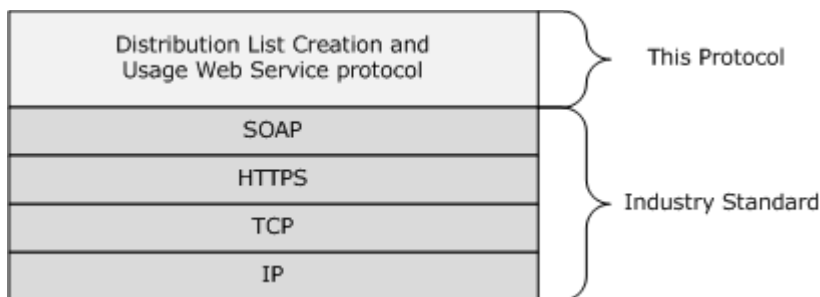 Distribution List Creation and
Usage Web Service protocol
This Protocol
SOAP
HTTPS
TCP
IP
Industry Standard